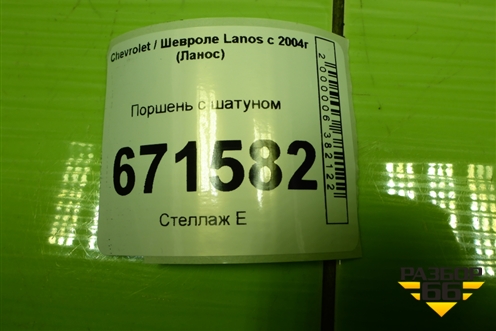 Chevrolet / Шевроле Lanos с 2004г
(Ланос)
Поршень с шатуном
671582
Стеллаж Е
2000006382122
РАЗБОР
66